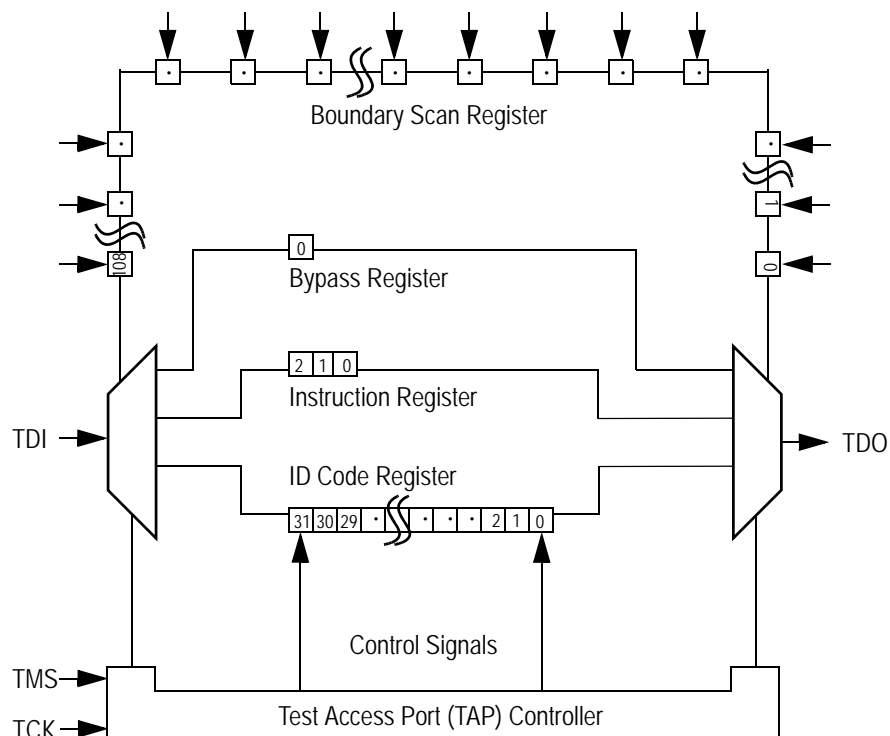 Boundary Scan Register
108
1
0
0
Bypass Register
2 1 0
Instruction Register
TDI
TDO
ID Code Register
31 30 29 · · · · 2 1 0
Control Signals
TMS
Test Access Port (TAP) Controller
TCK